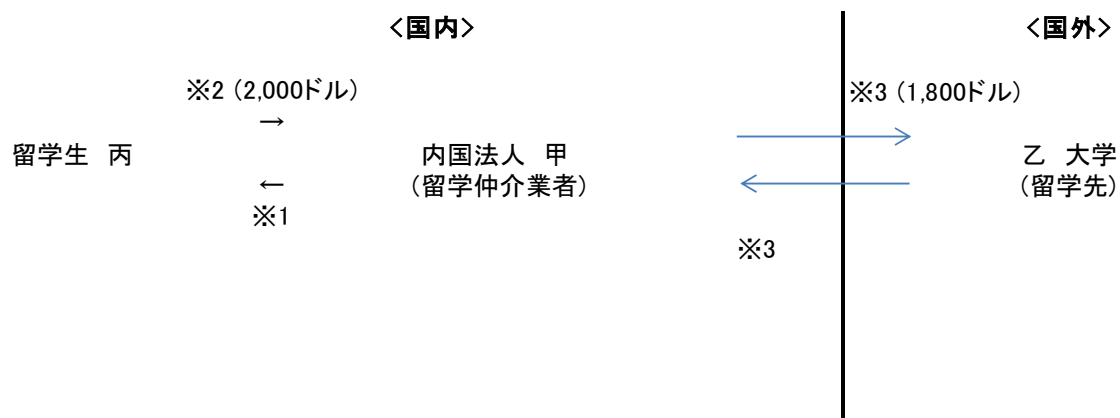 <国内> <国外>
※2 (2,000ドル) ※3 (1,800ドル)
→
留学生 丙 内国法人 甲 乙 大学
← (留学仲介業者) (留学先)
※1
※3